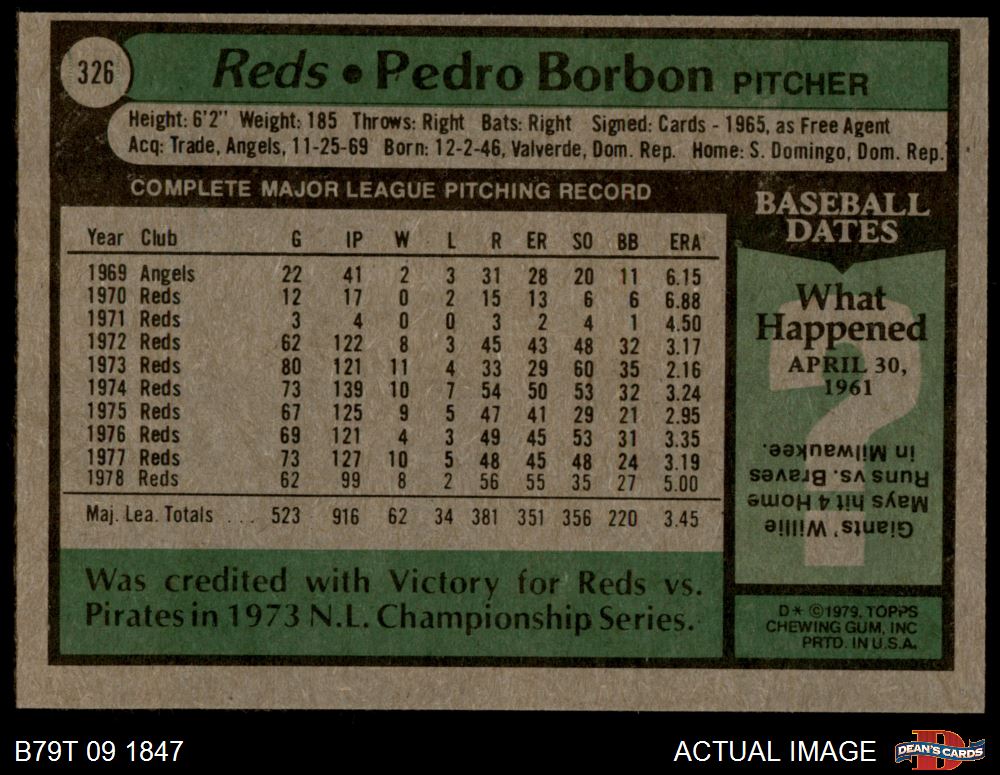 326
Reds • Pedro Borbon PITCHER
Height: 6'2" Weight: 185 Throws: Right Bats: Right Signed: Cards - 1965, as Free Agent
Acq: Trade, Angels, 11-25-69 Born: 12-2-46, Valverde, Dom. Rep. Home: S. Domingo, Dom. Rep.
COMPLETE MAJOR LEAGUE PITCHING RECORD
Year Club G IP W L R ER SO BB ERA
1969 Angels 22 41 2 3 31 28 20 11 6.15
1970 Reds 12 17 0 2 15 13 6 6 6.88
1971 Reds 3 4 0 0 3 2 4 1 4.50
1972 Reds 62 122 8 3 45 43 48 32 3.17
1973 Reds 80 121 11 4 33 29 60 35 2.16
1974 Reds 73 139 10 7 54 50 53 32 3.24
1975 Reds 67 125 9 5 47 41 29 21 2.95
1976 Reds 69 121 4 3 49 45 53 31 3.35
1977 Reds 73 127 10 5 48 45 48 24 3.19
1978 Reds 62 99 8 2 56 55 35 27 5.00
Maj. Lea. Totals ... 523 916 62 34 381 351 356 220 3.45
Was credited with Victory for Reds vs.
Pirates in 1973 N.L. Championship Series.
BASEBALL
DATES
What
Happened
APRIL 30,
1961
?
Giants' Willie
Mays hit 4 Home
Runs vs. Braves
in Milwaukee.
D* ©1979, TOPPS
CHEWING GUM, INC
PRTD. IN U.S.A.
B79T 09 1847
ACTUAL IMAGE
D
DEAN'S CARDS